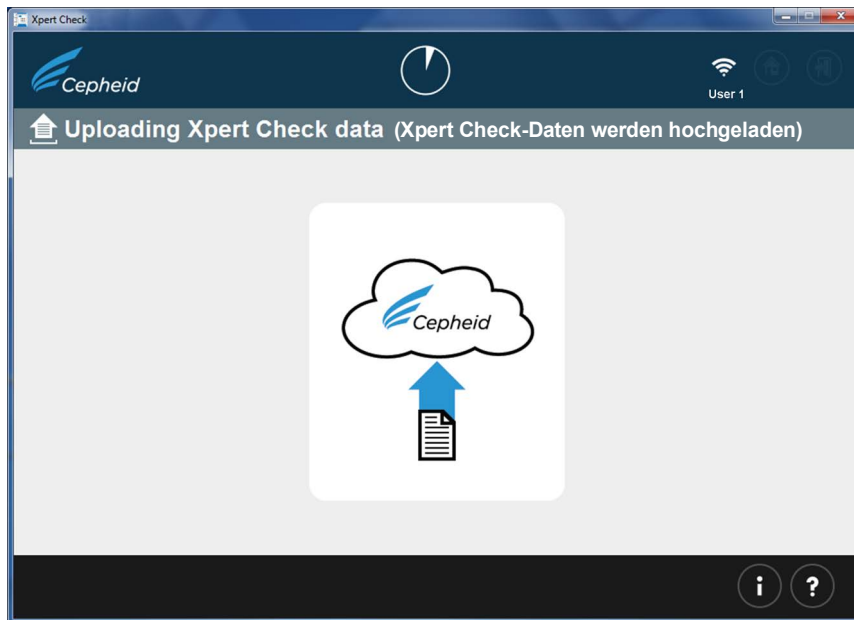 Xpert Check
Cepheid
User 1
Uploading Xpert Check data (Xpert Check-Daten werden hochgeladen)
Cepheid
i ?